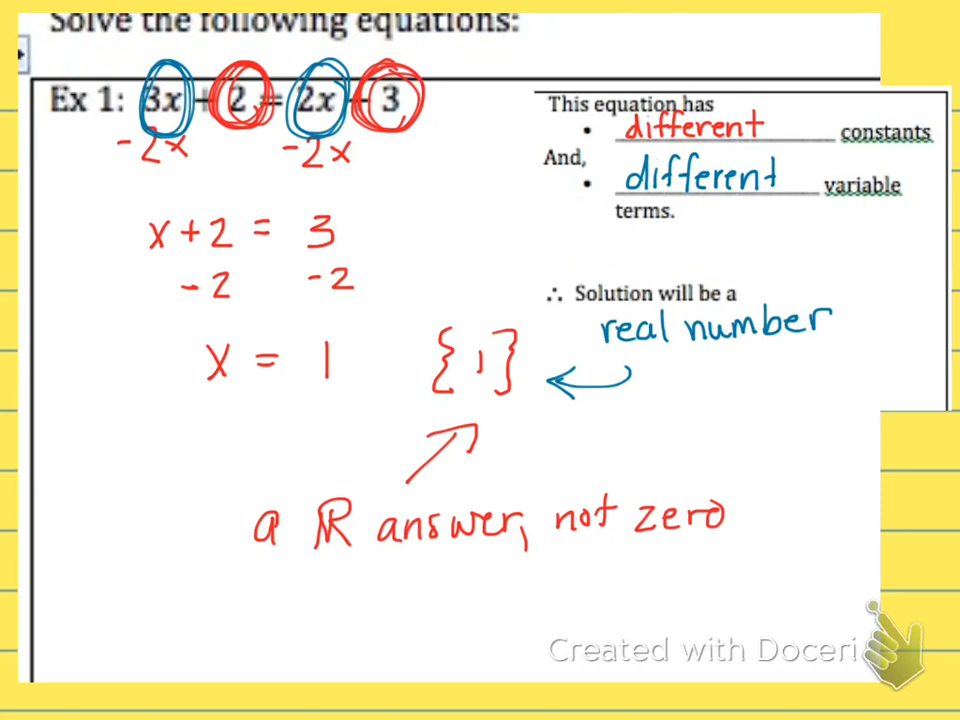 Solve the following equations:
Ex 1: 3x + 2 = 2x + 3
-2x -2x
x + 2 = 3
- 2 - 2
x = 1 { 1 }
a ℝ answer, not zero
This equation has
• different constants
And,
• different variable
terms.
∴ Solution will be a
real number
Created with Doceri